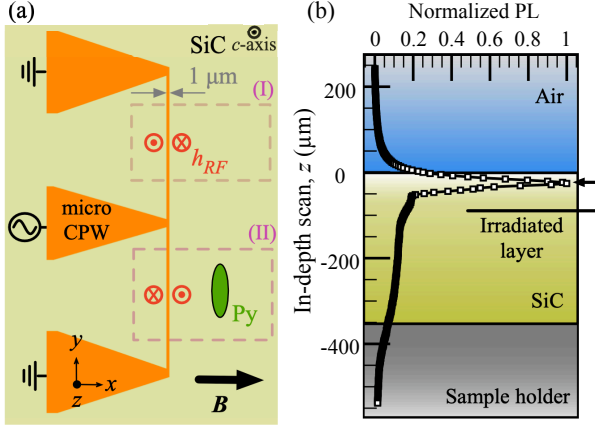 (a)
SiC
c-axis
1 μm
(I)
h_RF
micro
CPW
(II)
Py
y
z
x
B
(b)
Normalized PL
0 0.2 0.4 0.6 0.8 1
In-depth scan, z (μm)
200
0
-200
-400
Air
Irradiated
layer
SiC
Sample holder